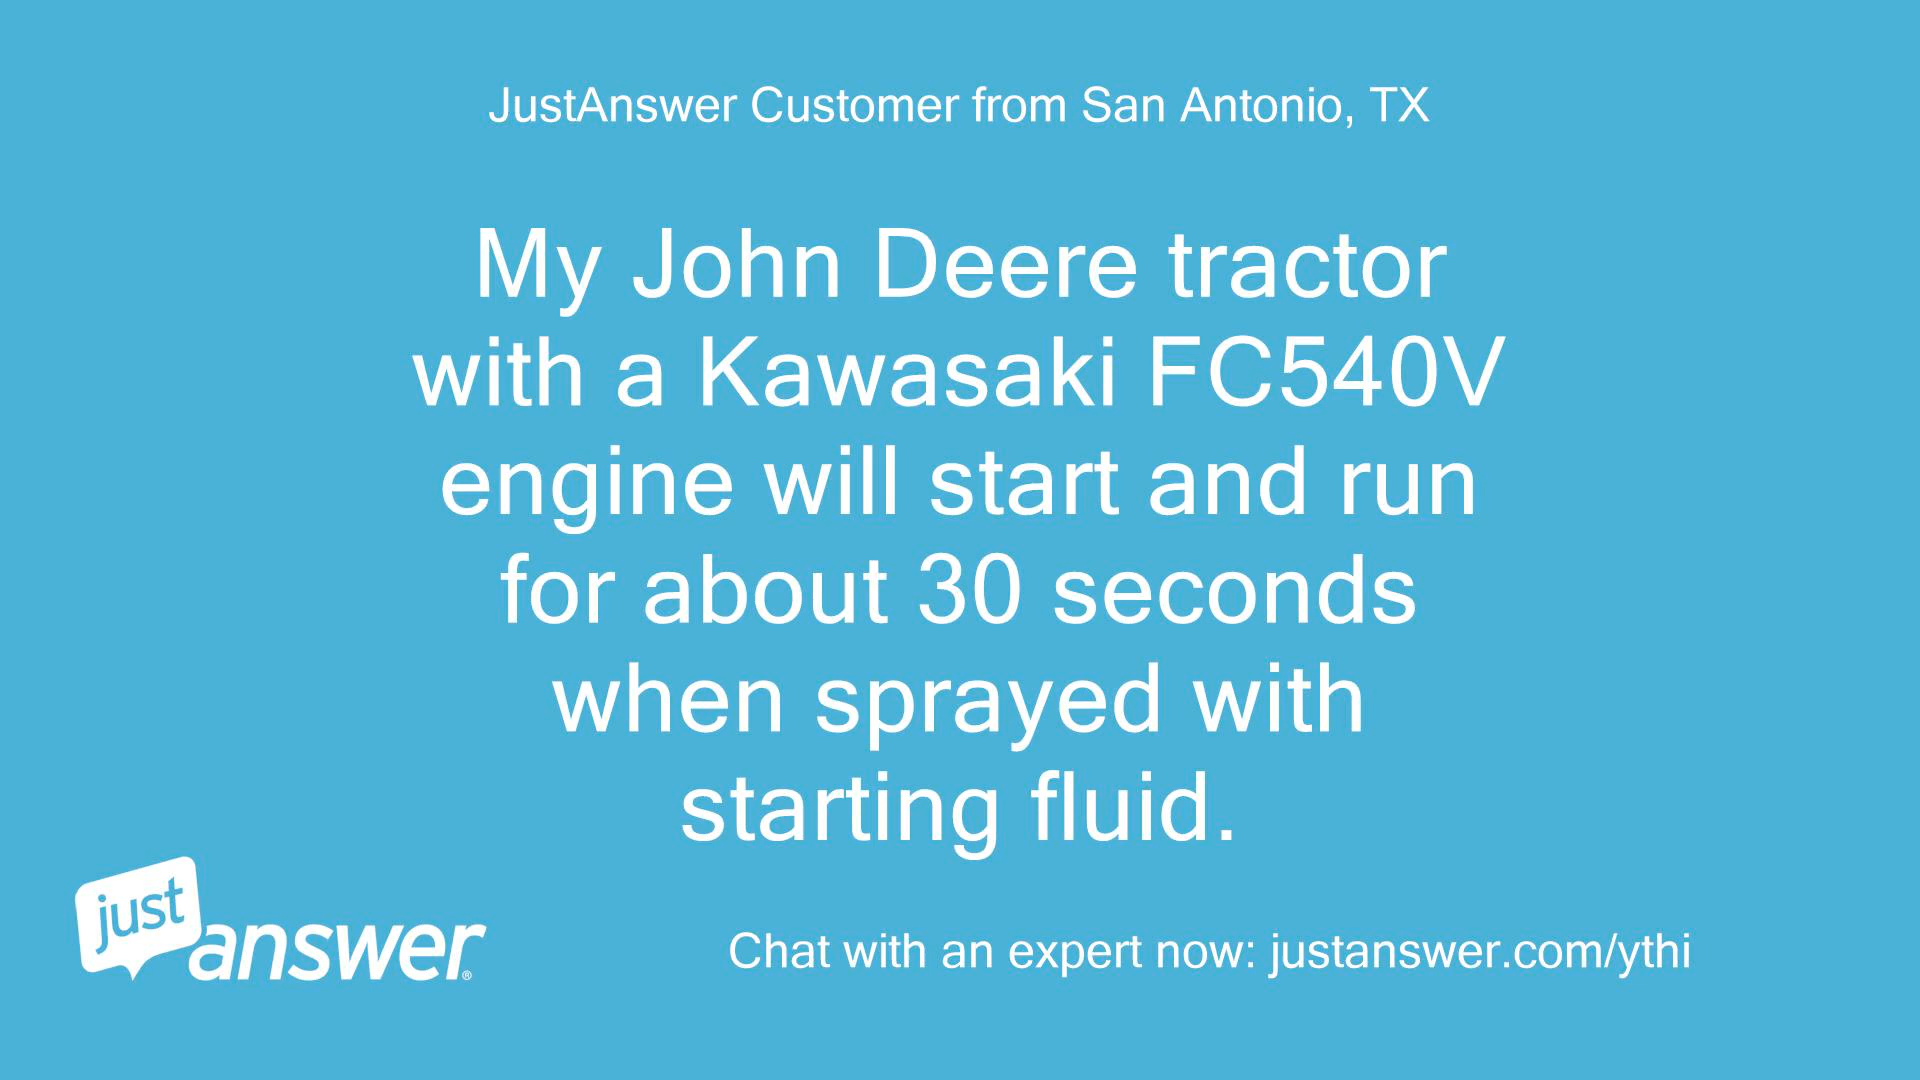 JustAnswer Customer from San Antonio, TX
My John Deere tractor
with a Kawasaki FC540V
engine will start and run
for about 30 seconds
when sprayed with
starting fluid.
just
answer®
Chat with an expert now: justanswer.com/ythi